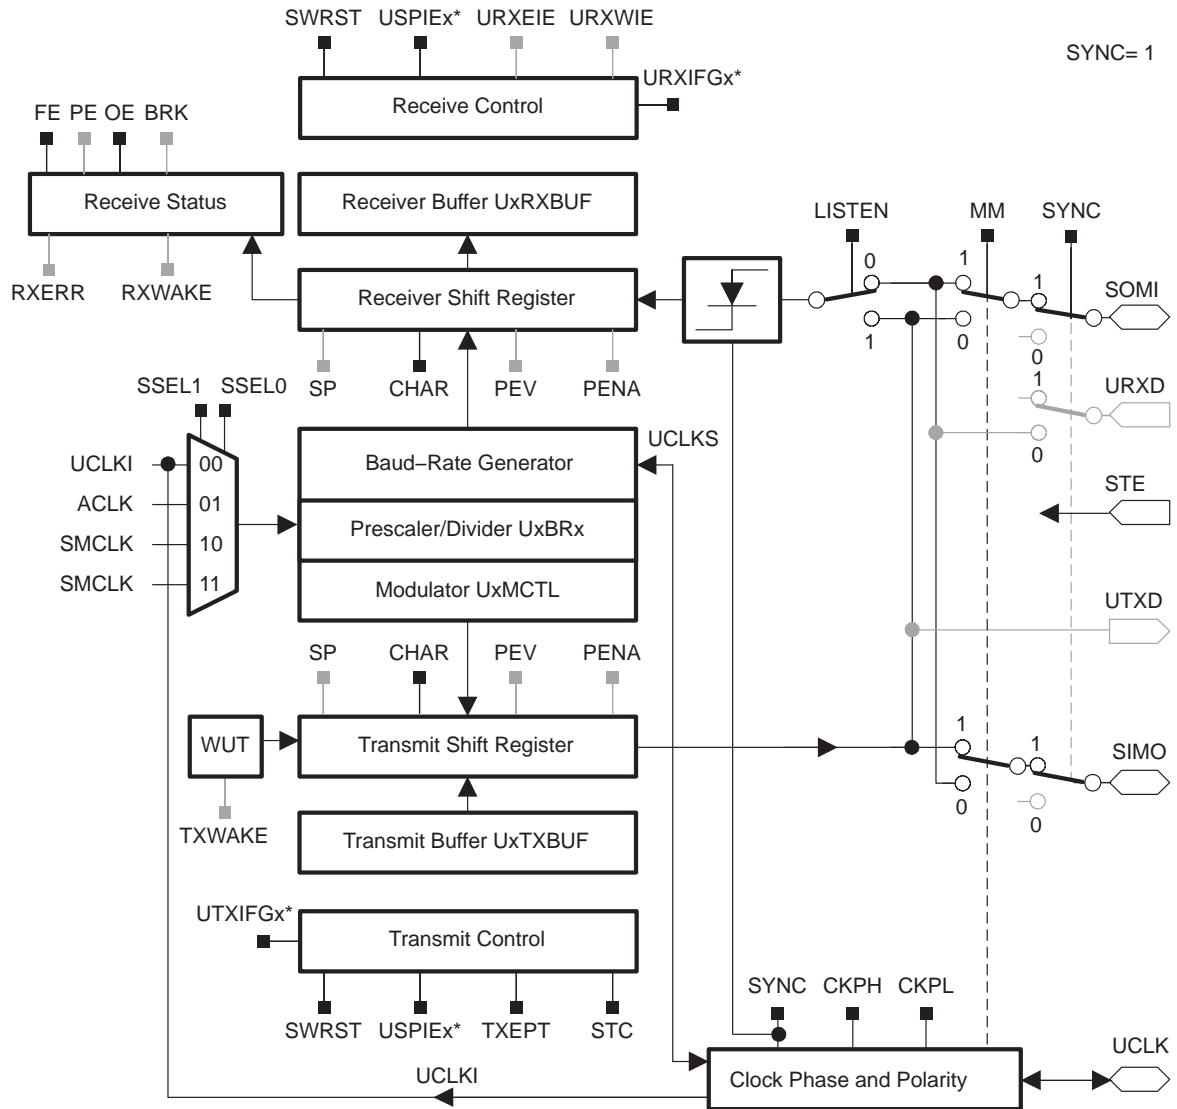 SWRST USPIEx* URXEIE URXWIE
SYNC= 1
URXIFGx*
Receive Control
FE PE OE BRK
Receive Status
Receiver Buffer UxRXBUF
LISTEN MM SYNC
0
1
RXERR RXWAKE
Receiver Shift Register
1
SOMI
1
0
0
SP CHAR PEV PENA
SSEL1 SSEL0
1
URXD
0
UCLKS
UCLKI
00
Baud–Rate Generator
ACLK
01
STE
SMCLK
10
Prescaler/Divider UxBRx
SMCLK
11
Modulator UxMCTL
UTXD
SP CHAR PEV PENA
WUT
Transmit Shift Register
1
1
SIMO
0
0
TXWAKE
Transmit Buffer UxTXBUF
UTXIFGx*
Transmit Control
SWRST USPIEx* TXEPT STC
SYNC CKPH CKPL
UCLK
UCLKI
Clock Phase and Polarity